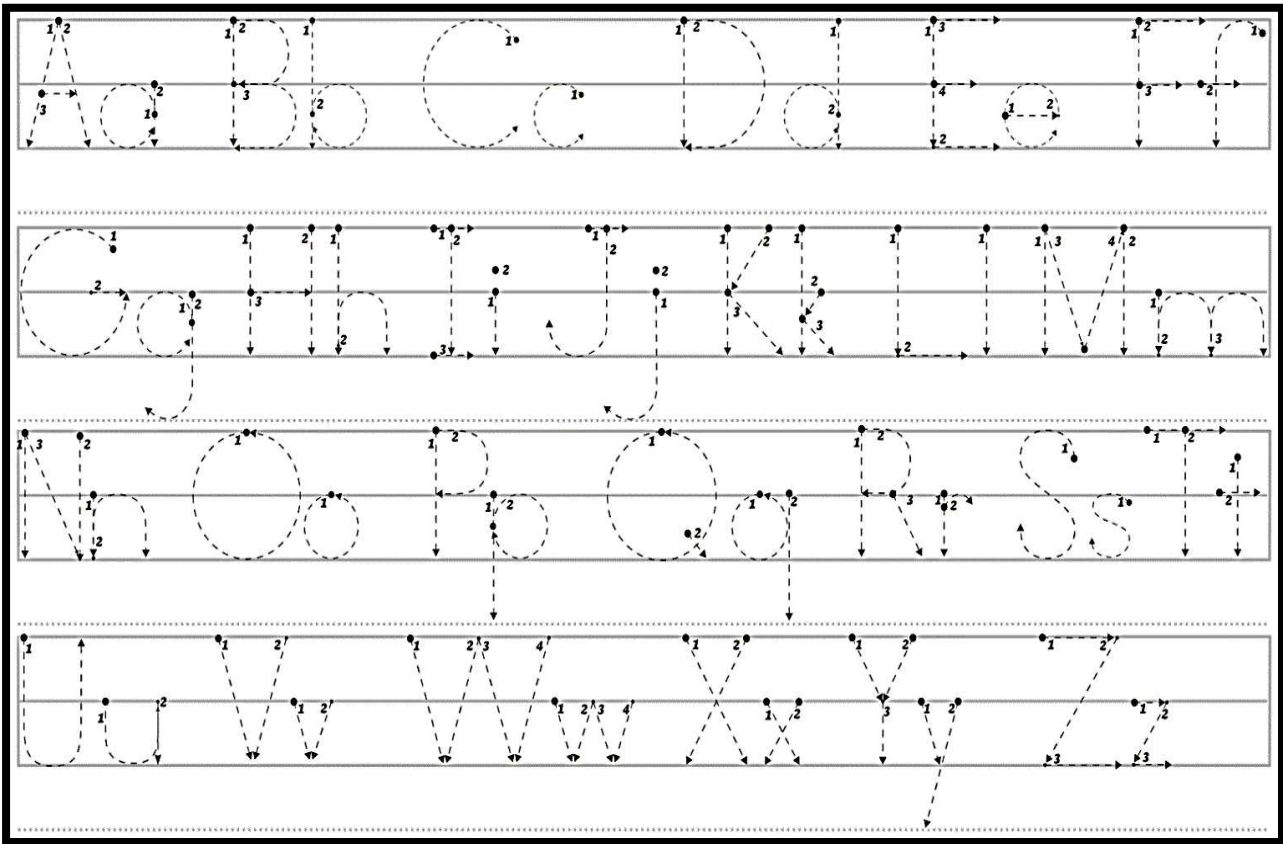 Aa Bb Cc Dd Ee Ff
Gg Hh Ii Jj Kk Ll Mm
Nn Oo Pp Qq Rr Ss Tt
Uu Vv Ww Xx Yy Zz